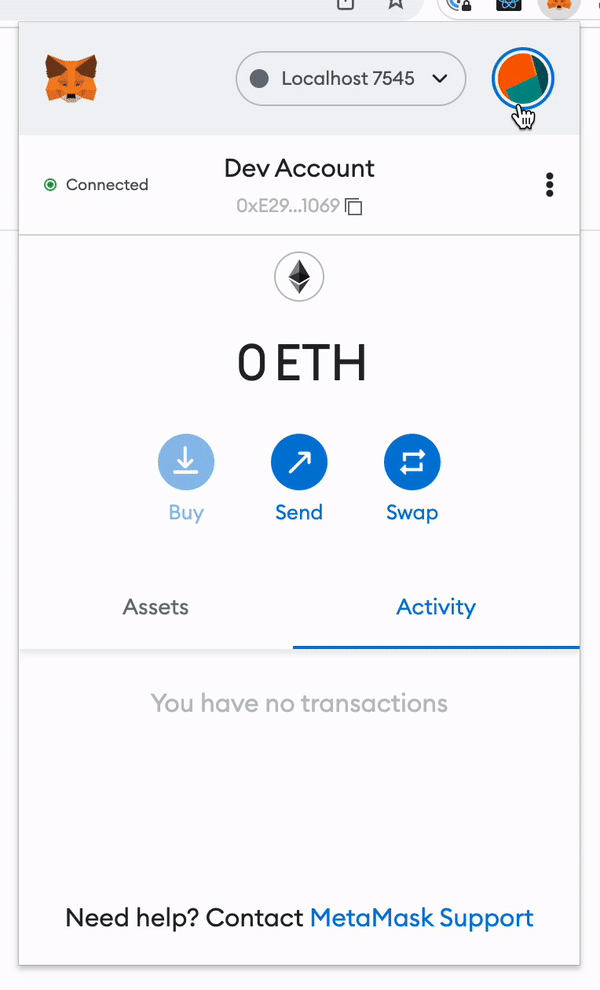 Localhost 7545
Connected
Dev Account
0xE29...1069
0 ETH
Buy
Send
Swap
Assets
Activity
You have no transactions
Need help? Contact MetaMask Support